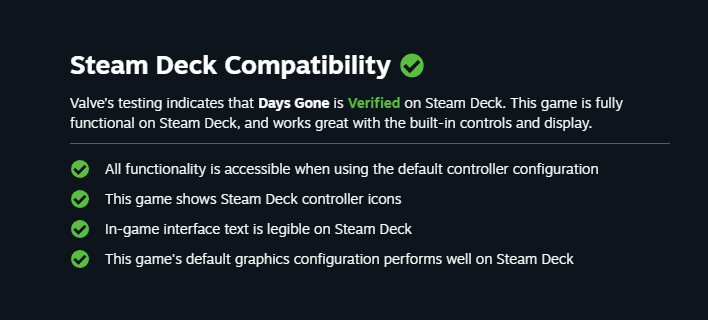 Steam Deck Compatibility
Valve's testing indicates that Days Gone is Verified on Steam Deck. This game is fully
functional on Steam Deck, and works great with the built-in controls and display.
All functionality is accessible when using the default controller configuration
This game shows Steam Deck controller icons
In-game interface text is legible on Steam Deck
This game's default graphics configuration performs well on Steam Deck